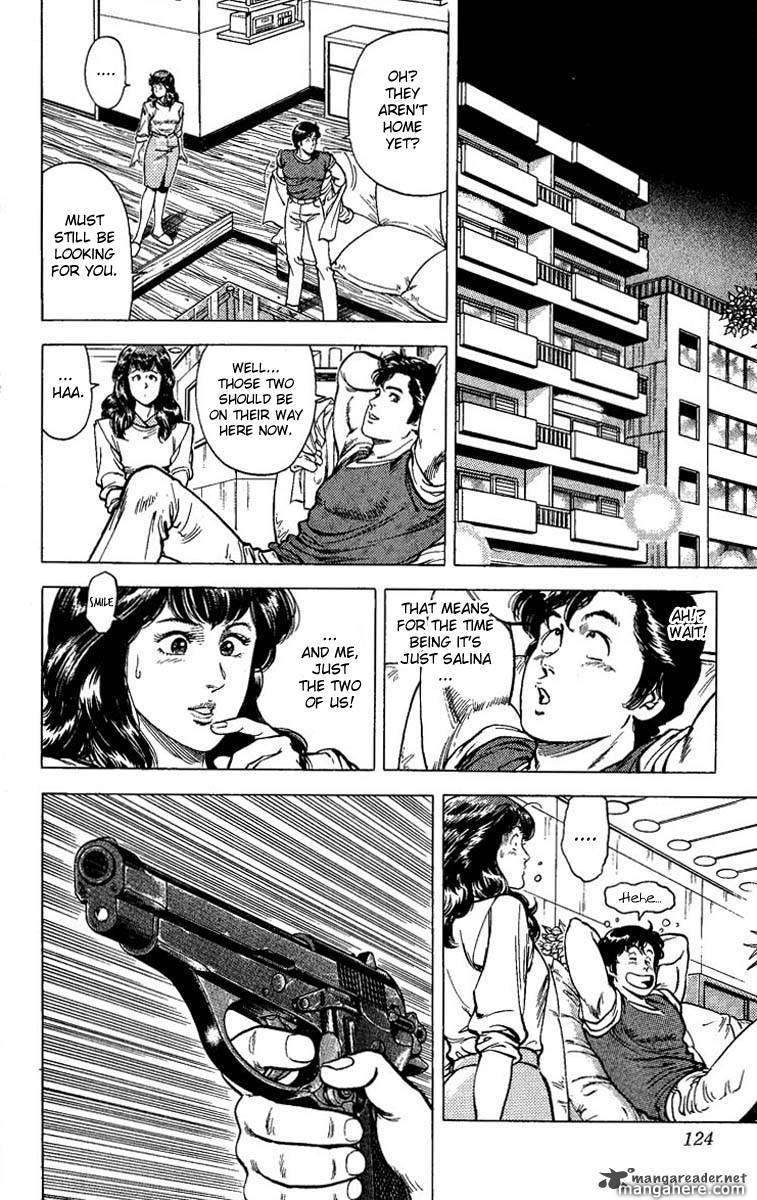 OH?
THEY
AREN'T
HOME
YET?
....
MUST
STILL BE
LOOKING
FOR YOU.
WELL...
THOSE TWO
SHOULD BE
ON THEIR WAY
HERE NOW.
...
HAA.
AH!?
WAIT!
THAT MEANS
FOR THE TIME
BEING IT'S
JUST SALINA
...
...
AND ME,
JUST
THE TWO
OF US!
SMILE
....
Hehe...
124
mangareader.net
mangahere.com